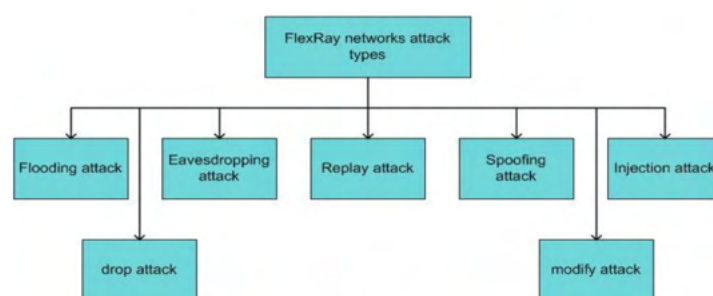 FlexRay networks attack
types
Flooding attack
Eavesdropping
attack
Replay attack
Spoofing
attack
Injection attack
drop attack
modify attack